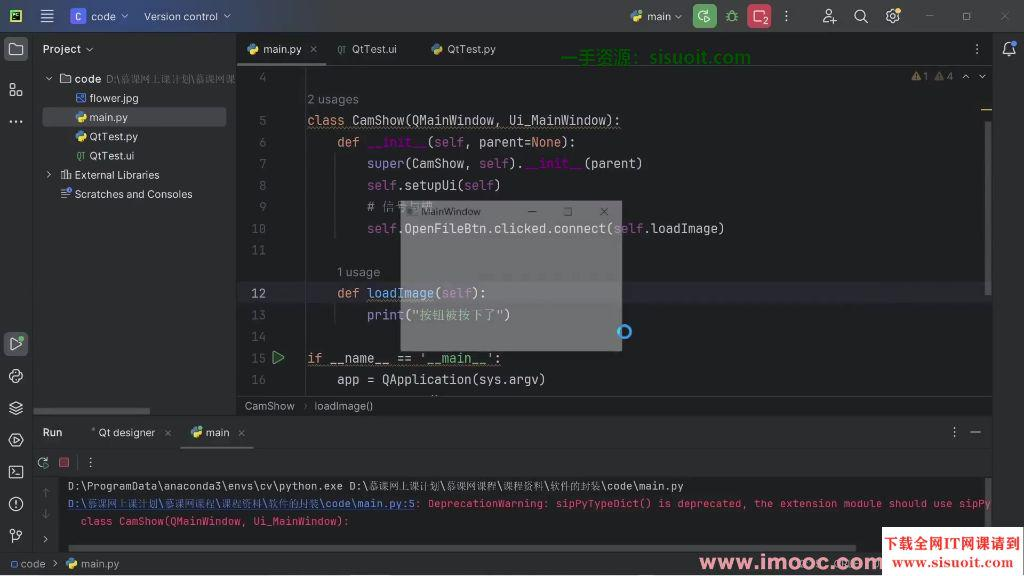 code
Version control
main
Project
main.py
QtTest.ui
QtTest.py
一手资源：sisuoit.com
code D:\慕课网上课计划\慕课网课
flower.jpg
main.py
QtTest.py
QtTest.ui
External Libraries
Scratches and Consoles
1
4
4
2 usages
5 class CamShow(QMainWindow, Ui_MainWindow):
6 def __init__(self, parent=None):
7 super(CamShow, self).__init__(parent)
8 self.setupUi(self)
9 # 信号与槽
MainWindow
10 self.OpenFileBtn.clicked.connect(self.loadImage)
11
1 usage
12 def loadImage(self):
13 print("按钮被按下了")
14
15 if __name__ == '__main__':
16 app = QApplication(sys.argv)
CamShow
loadImage()
Run
Qt designer
main
D:\ProgramData\anaconda3\envs\cv\python.exe D:\慕课网上课计划\慕课网课程\课程资料\软件的封装\code\main.py
D:\慕课网上课计划\慕课网课程\课程资料\软件的封装\code\main.py:5: DeprecationWarning: sipPyTypeDict() is deprecated, the extension module should use sipPy
class CamShow(QMainWindow, Ui_MainWindow):
code
main.py
www.imooc.com
下载全网IT网课请到
www.sisuoit.com